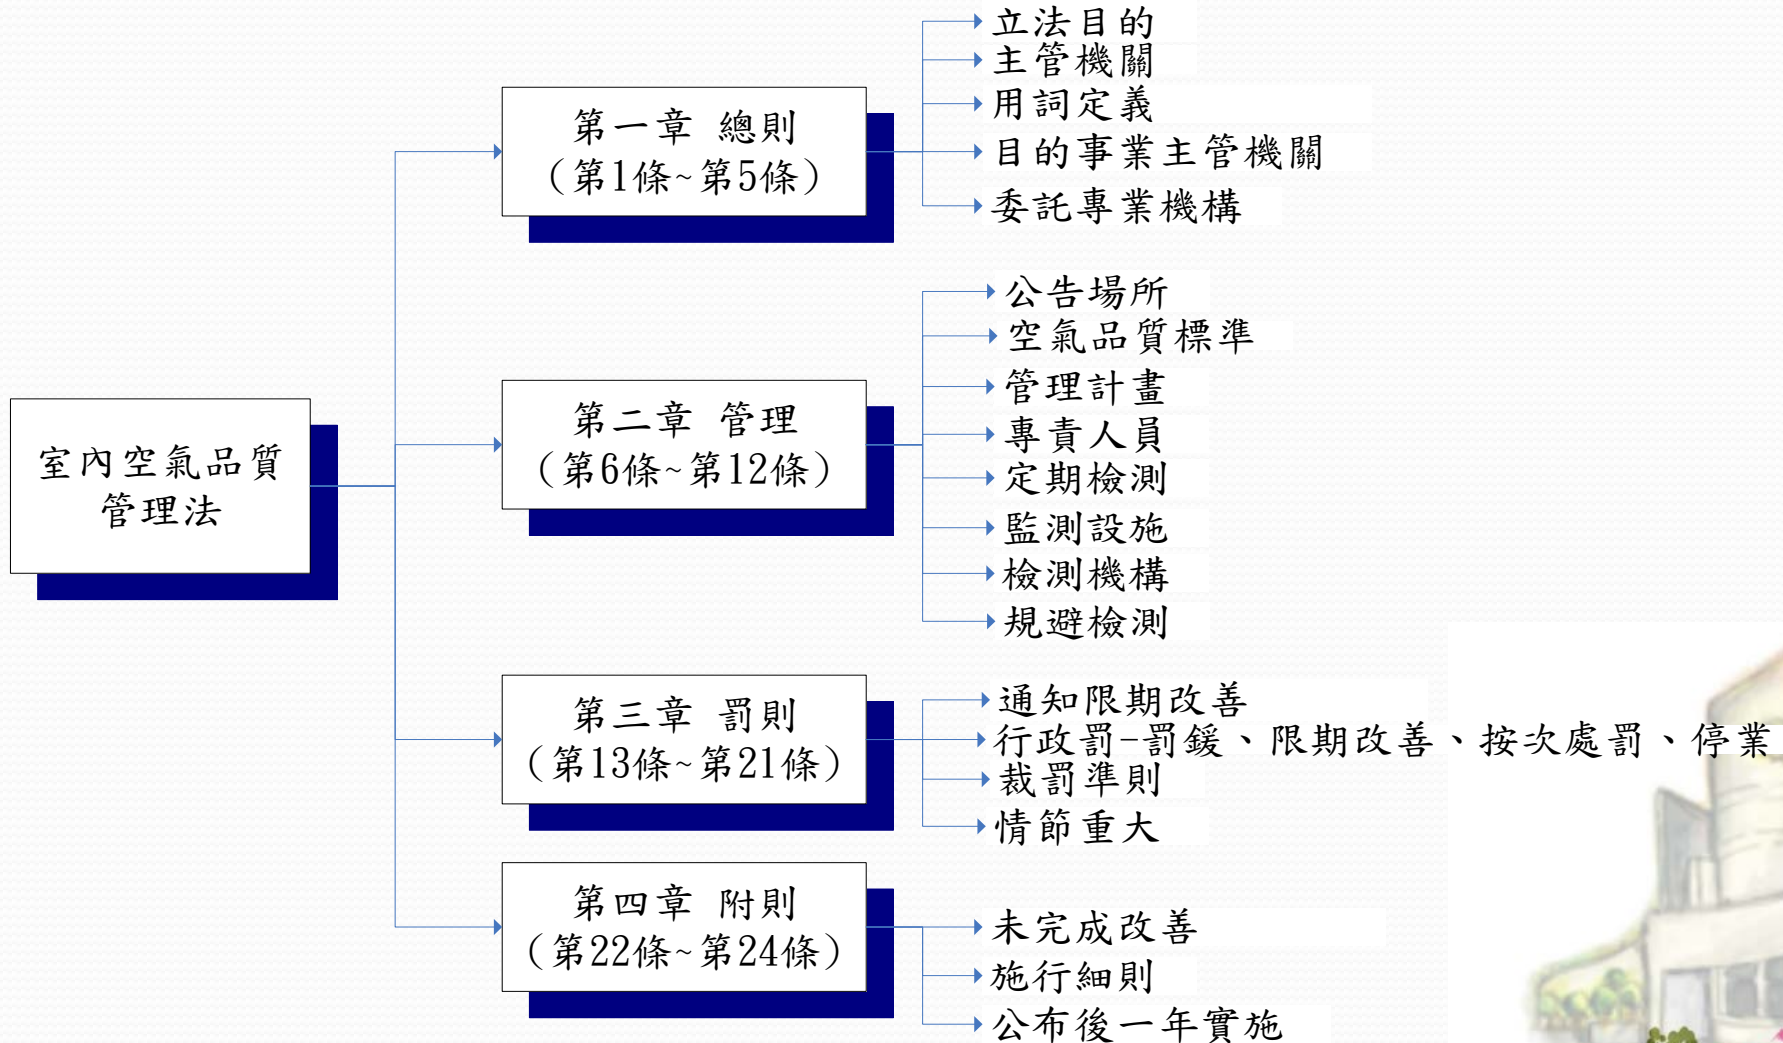 室內空氣品質
管理法
第一章 總則
(第1條~第5條)
立法目的
主管機關
用詞定義
目的事業主管機關
委託專業機構
第二章 管理
(第6條~第12條)
公告場所
空氣品質標準
管理計畫
專責人員
定期檢測
監測設施
檢測機構
規避檢測
第三章 罰則
(第13條~第21條)
通知限期改善
行政罰-罰鍰、限期改善、按次處罰、停業
裁罰準則
情節重大
第四章 附則
(第22條~第24條)
未完成改善
施行細則
公布後一年實施